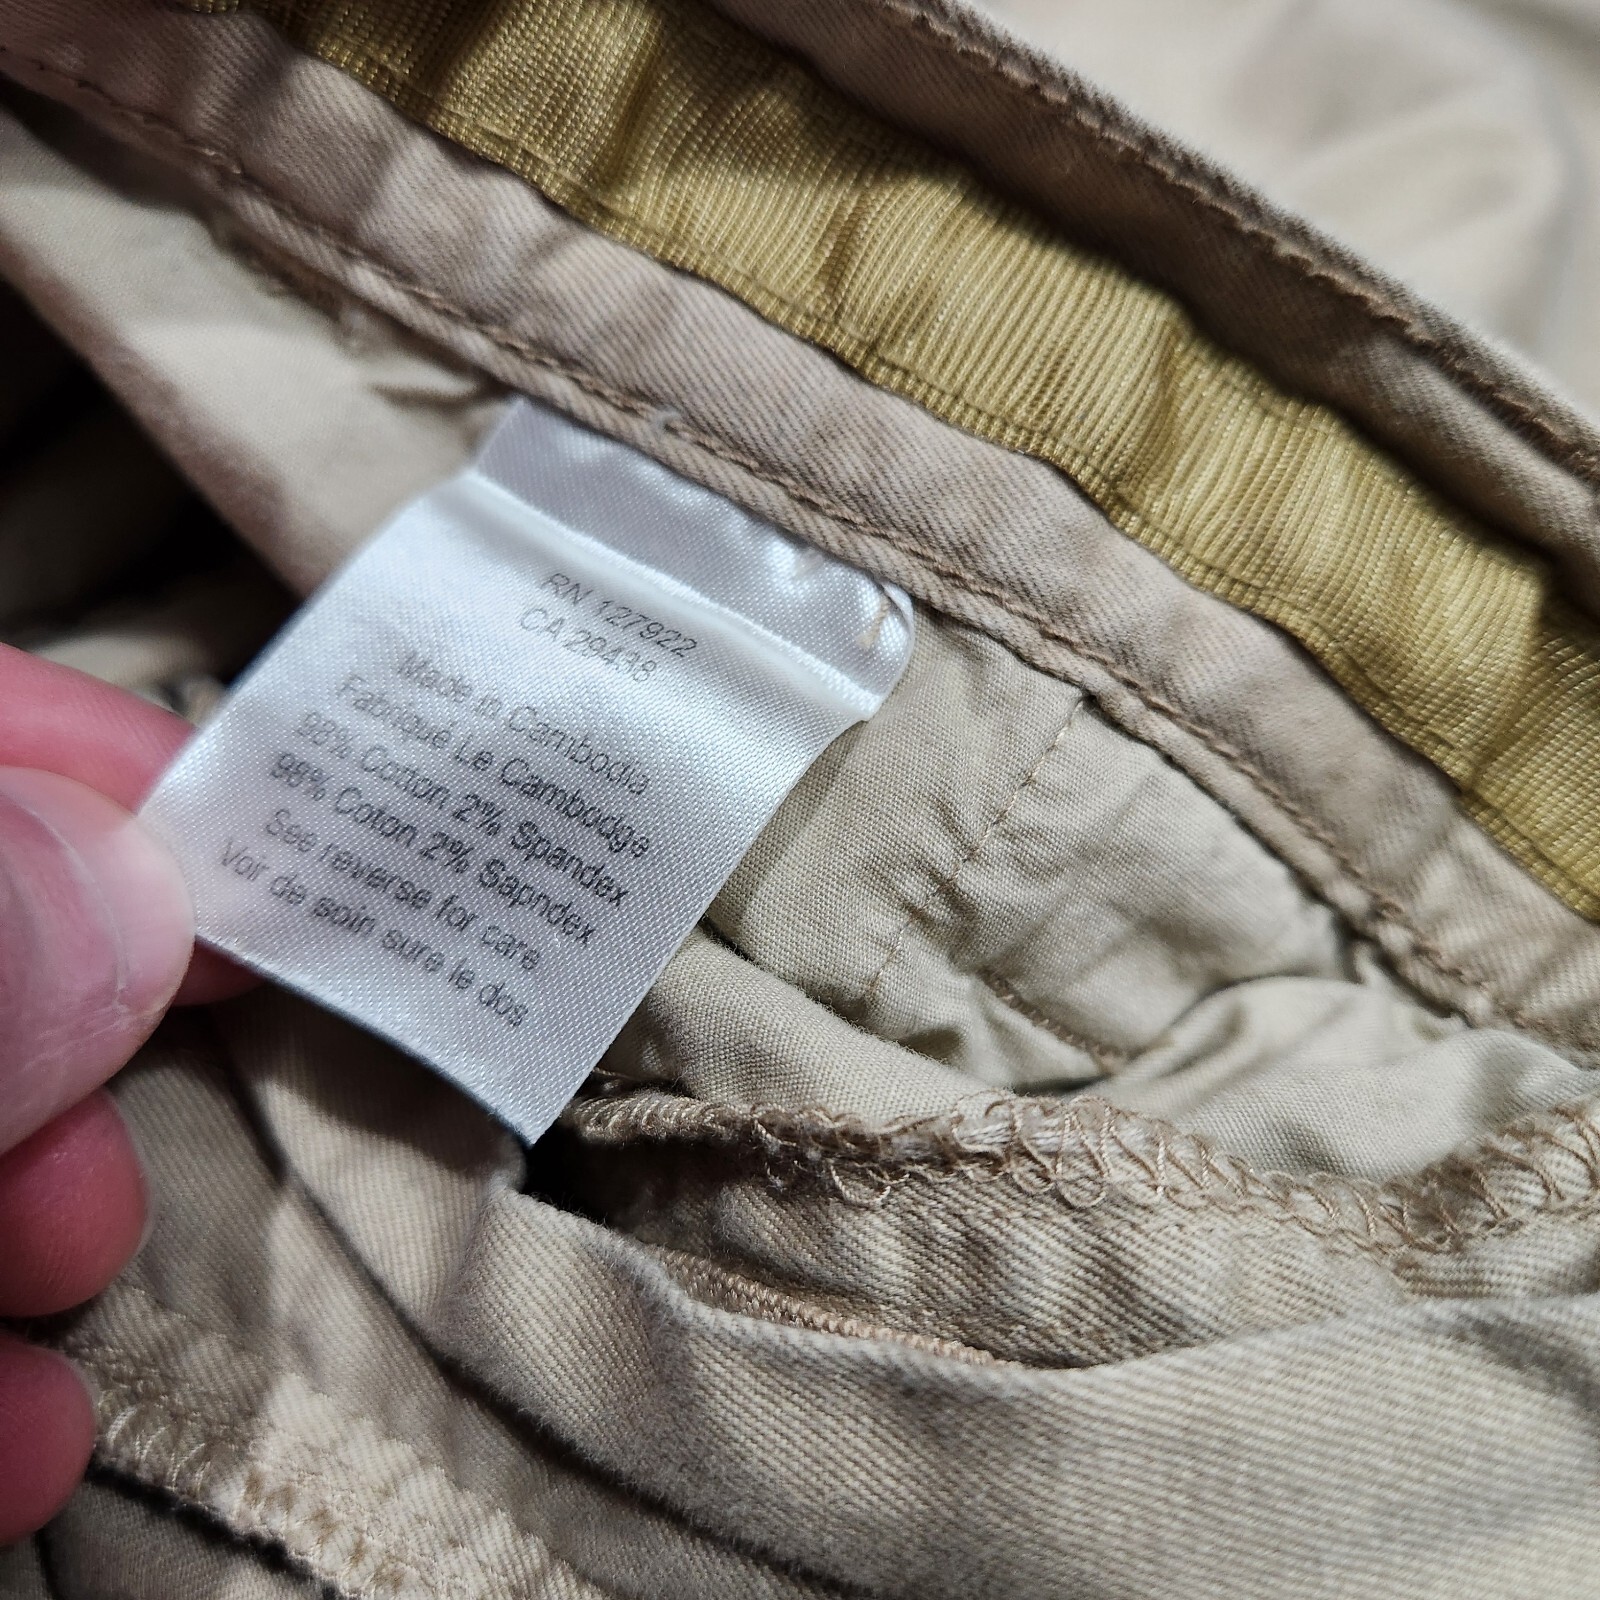 RN 127922
CA 29438
Made in Cambodia
Fabriqué Le Cambodge
98% Cotton 2% Spandex
98% Coton 2% Sapndex
See reverse for care
Voir de soin sure le dos